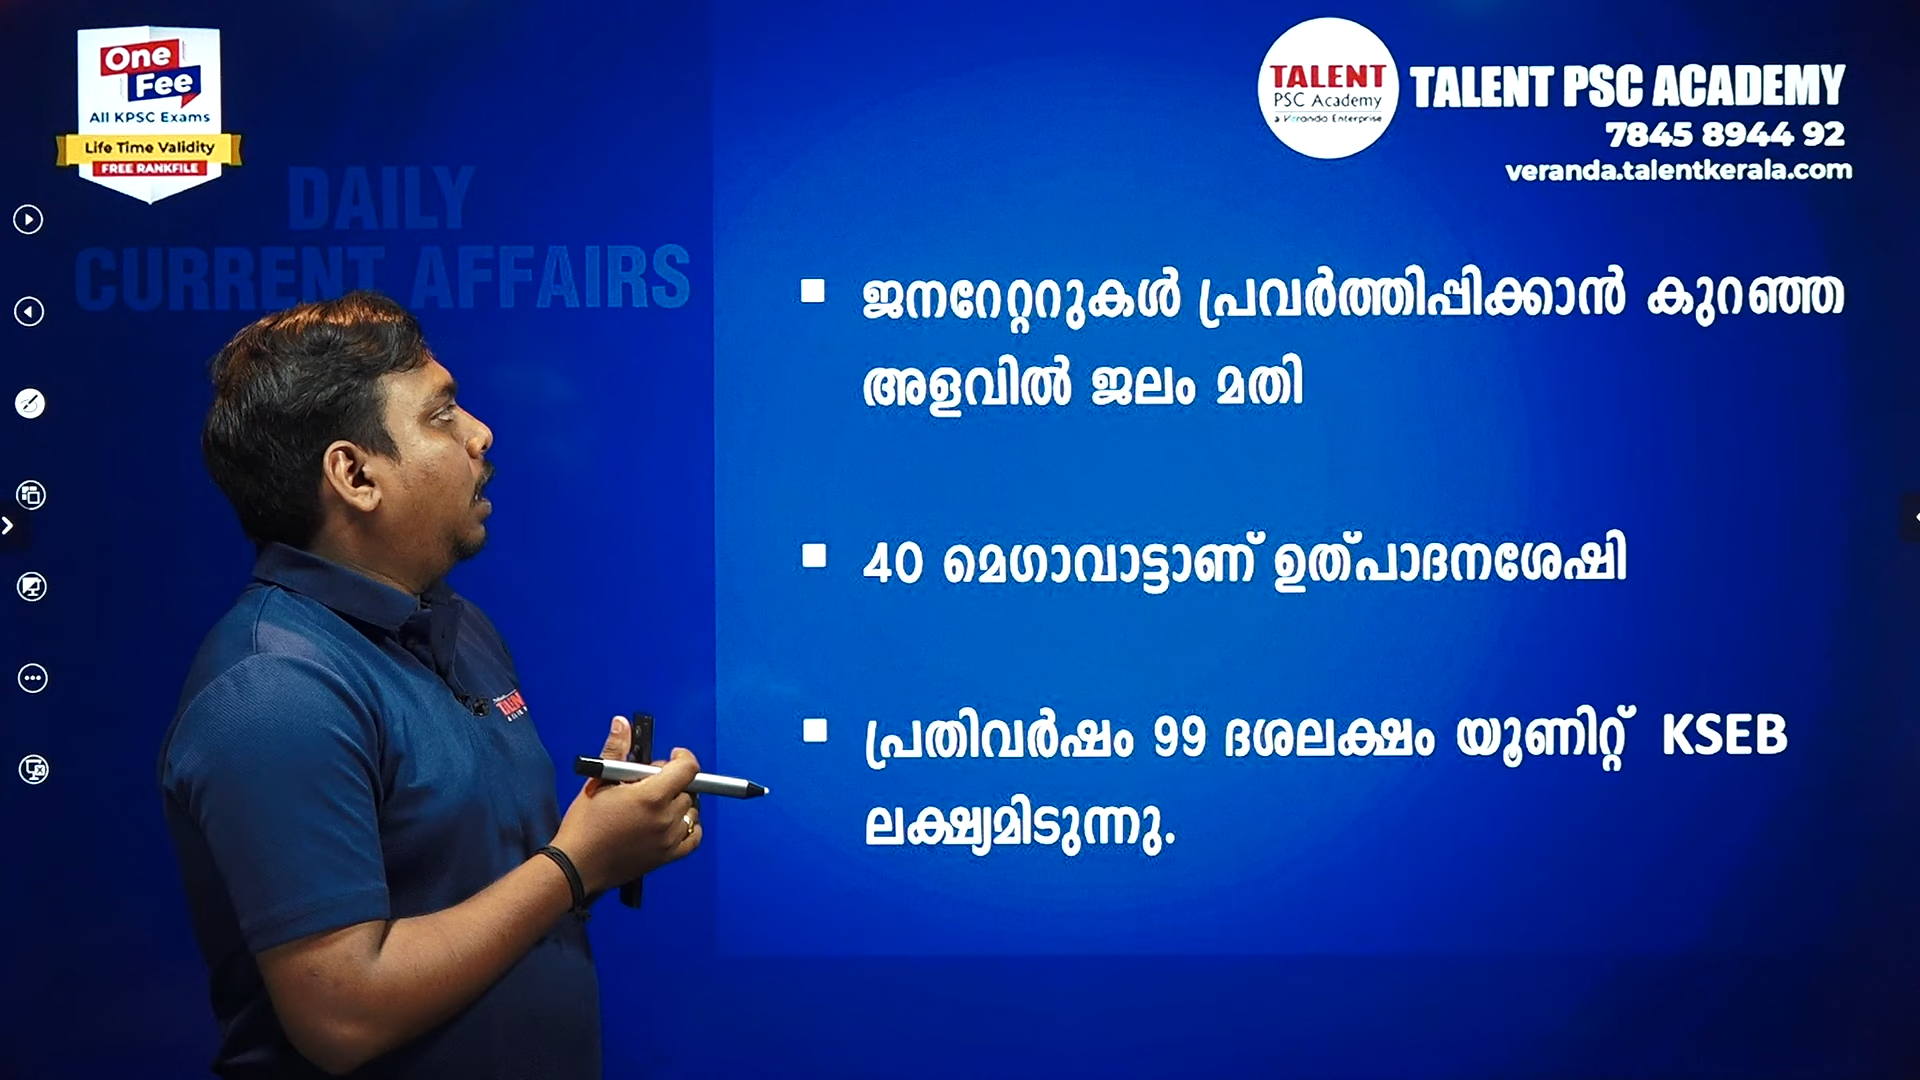 One
Fee
All KPSC Exams
Life Time Validity
FREE RANKFILE
TALENT
PSC Academy
a Veranda Enterprise
TALENT PSC ACADEMY
7845 8944 92
veranda.talentkerala.com
DAILY
CURRENT AFFAIRS
ജനറേറ്ററുകൾ പ്രവർത്തിപ്പിക്കാൻ കുറഞ്ഞ
അളവിൽ ജലം മതി
40 മെഗാവാട്ടാണ് ഉത്പാദനശേഷി
പ്രതിവർഷം 99 ദശലക്ഷം യൂണിറ്റ് KSEB
ലക്ഷ്യമിടുന്നു.